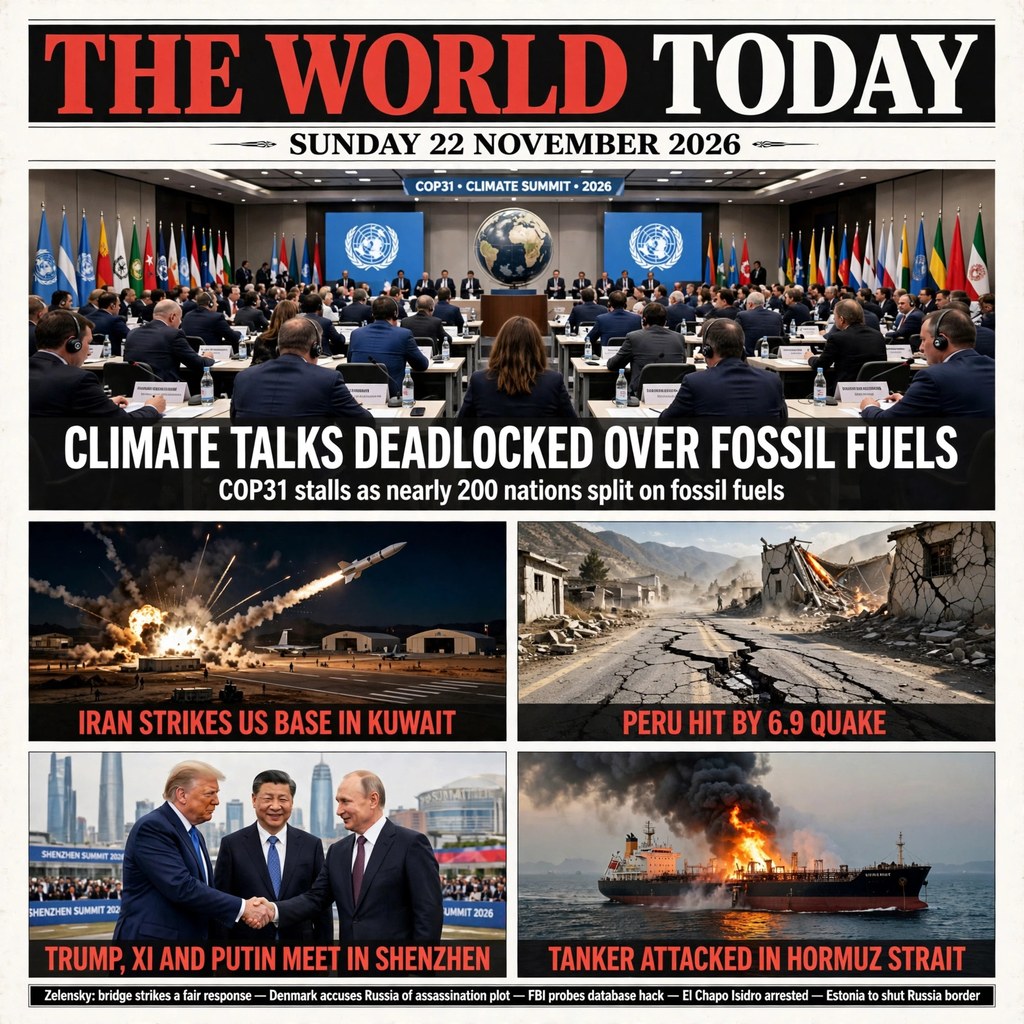 THE WORLD TODAY
SUNDAY 22 NOVEMBER 2026
COP31 • CLIMATE SUMMIT • 2026
CLIMATE TALKS DEADLOCKED OVER FOSSIL FUELS
COP31 stalls as nearly 200 nations split on fossil fuels
IRAN STRIKES US BASE IN KUWAIT
PERU HIT BY 6.9 QUAKE
SHENZHEN SUMMIT 202
SHENZHEN SUMMIT 202
MMIT 2026
TRUMP, XI AND PUTIN MEET IN SHENZHEN
TANKER ATTACKED IN HORMUZ STRAIT
Zelensky: bridge strikes a fair response — Denmark accuses Russia of assassination plot — FBI probes database hack — El Chapo Isidro arrested — Estonia to shut Russia border